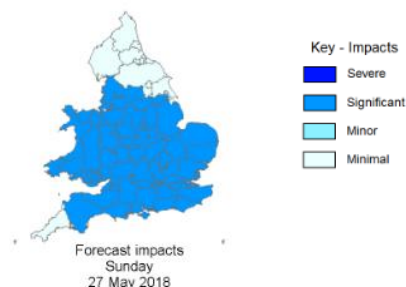 Key - Impacts
Severe
Significant
Minor
Minimal
Forecast impacts
Sunday
27 May 2018